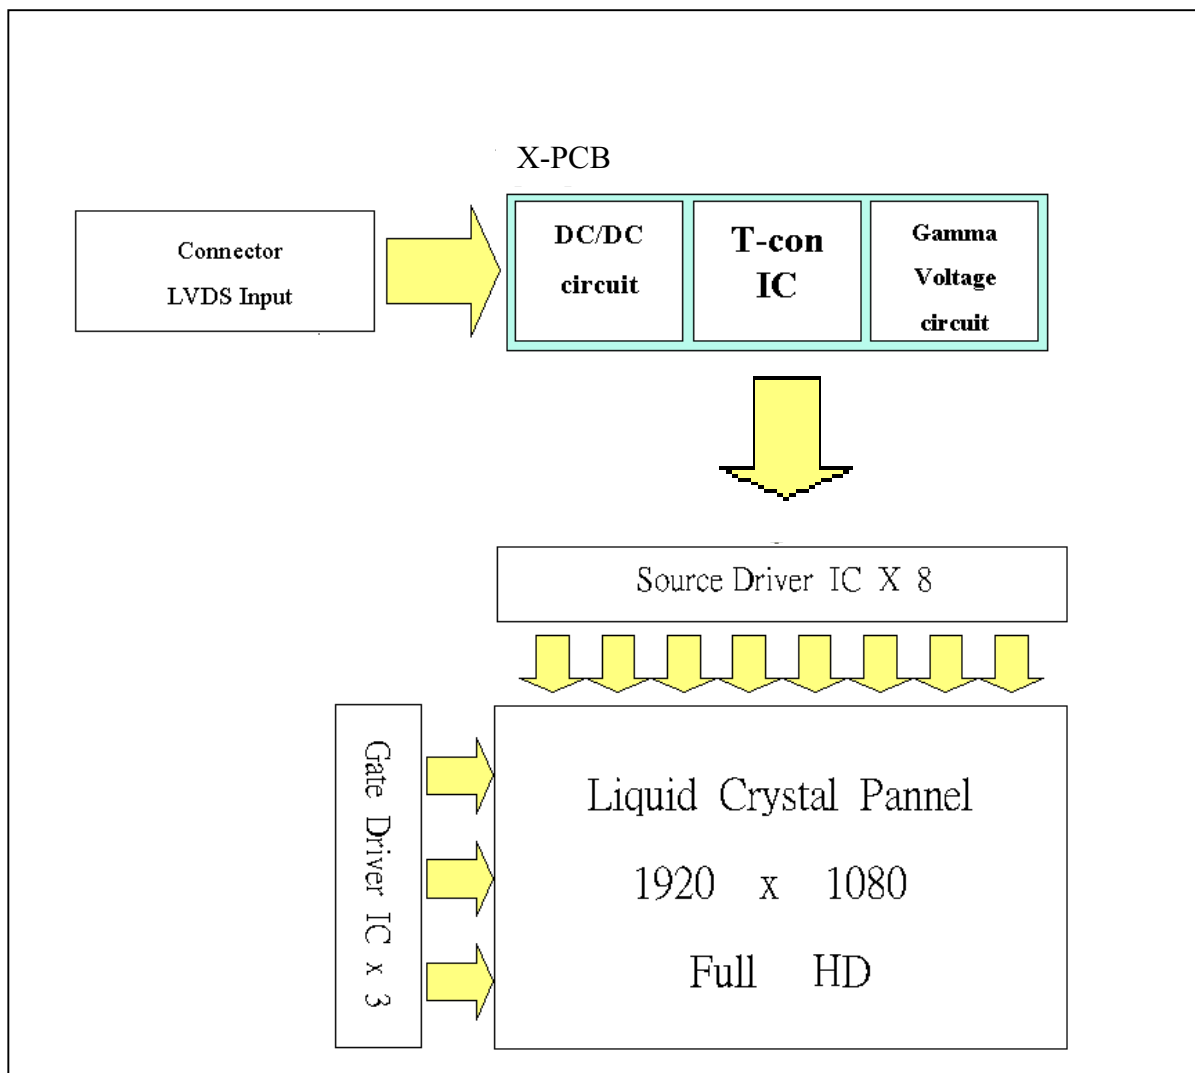 X-PCB
Connector
LVDS Input
DC/DC
circuit
T-con
IC
Gamma
Voltage
circuit
Source Driver IC X 8
Gate Driver IC x 3
Liquid Crystal Pannel
1920 x 1080
Full HD